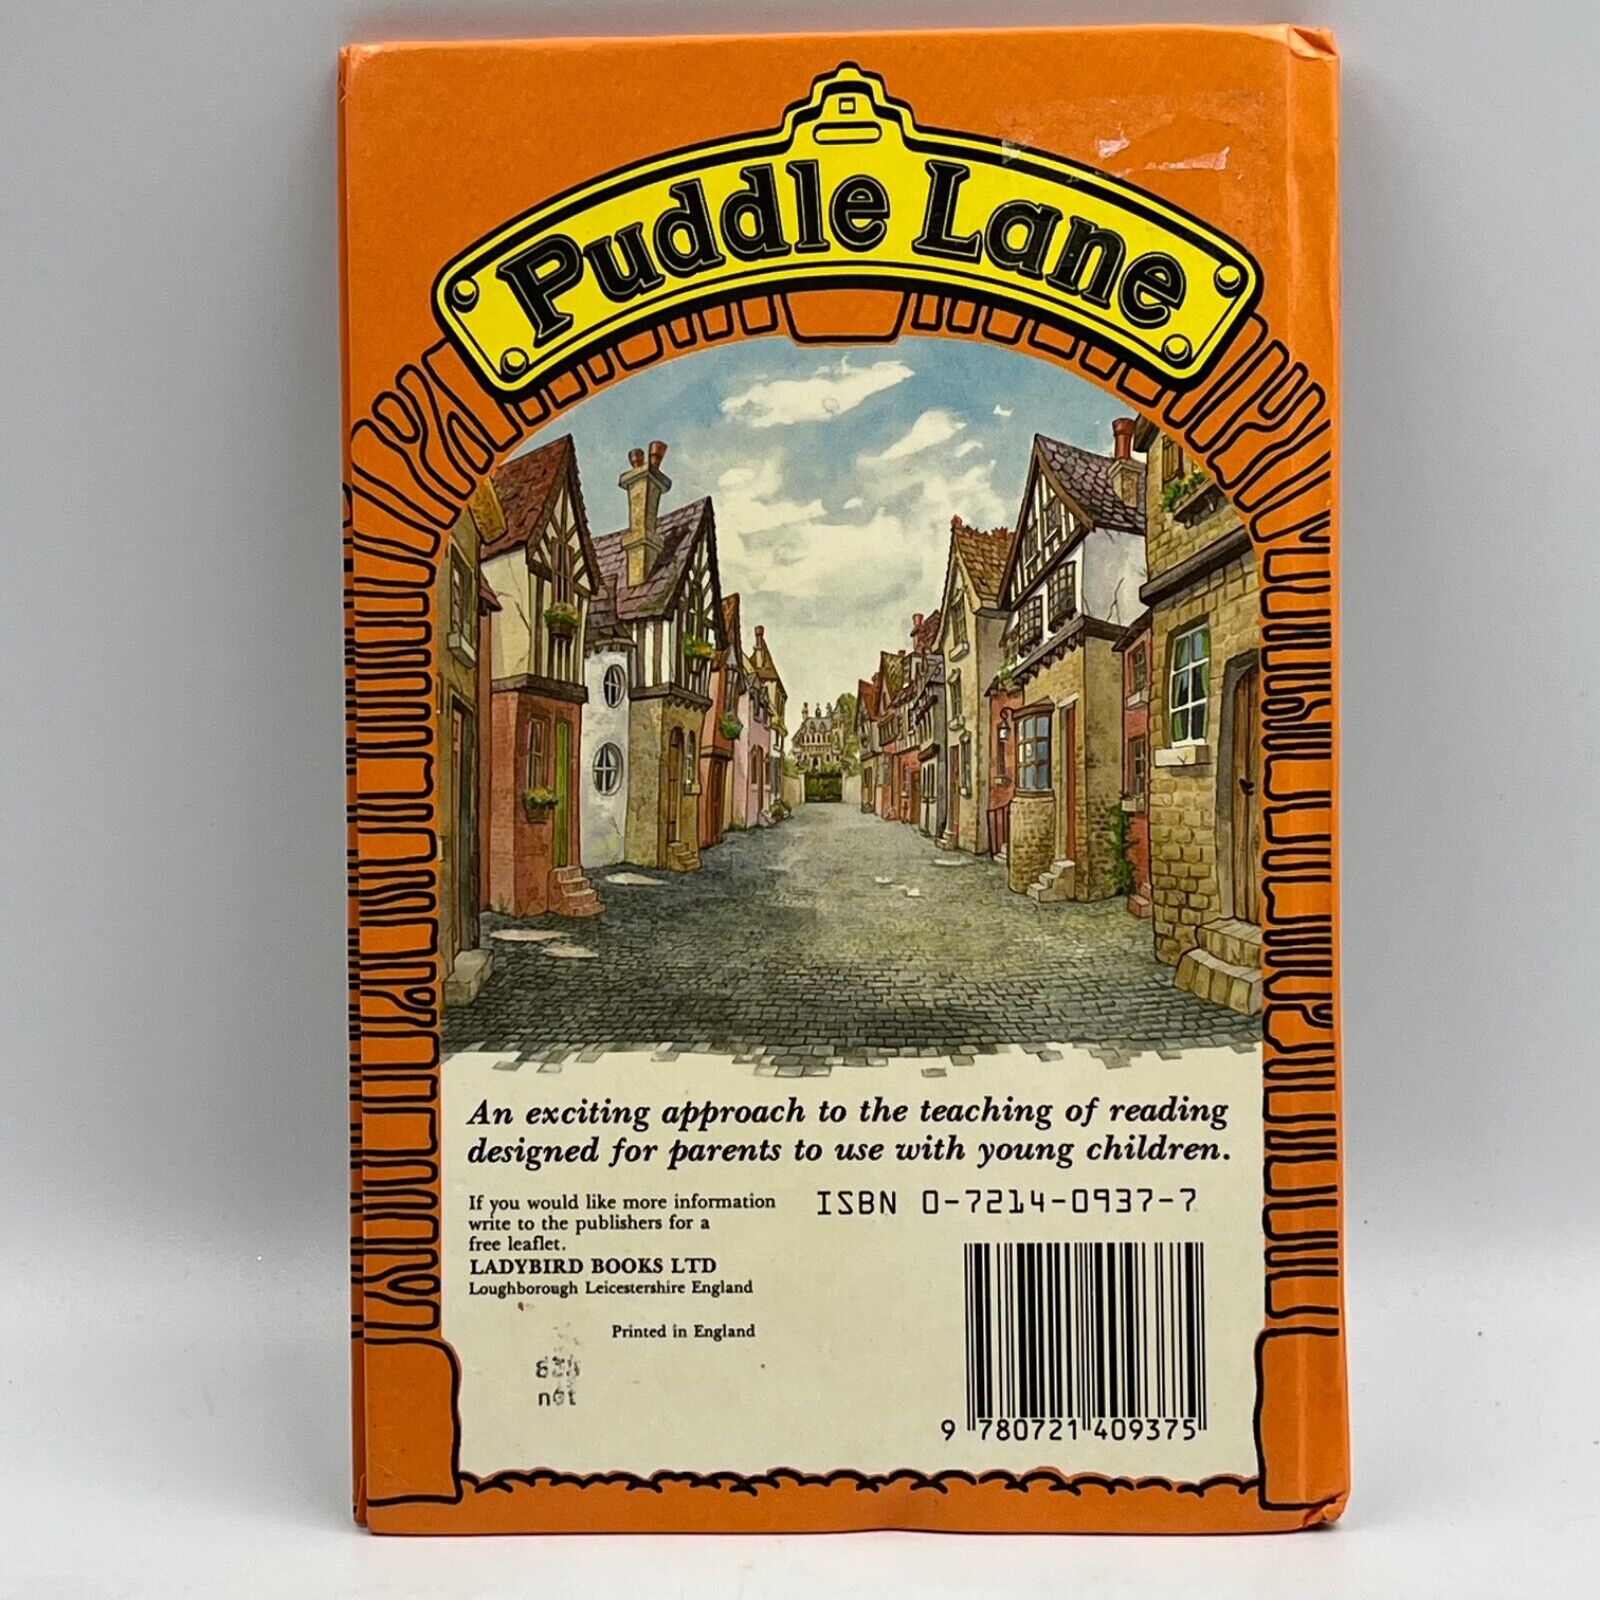 Puddle Lane
An exciting approach to the teaching of reading
designed for parents to use with young children.
If you would like more information
write to the publishers for a
free leaflet.
LADYBIRD BOOKS LTD
Loughborough Leicestershire England
Printed in England
ISBN 0-7214-0937-7
9 780721 409375